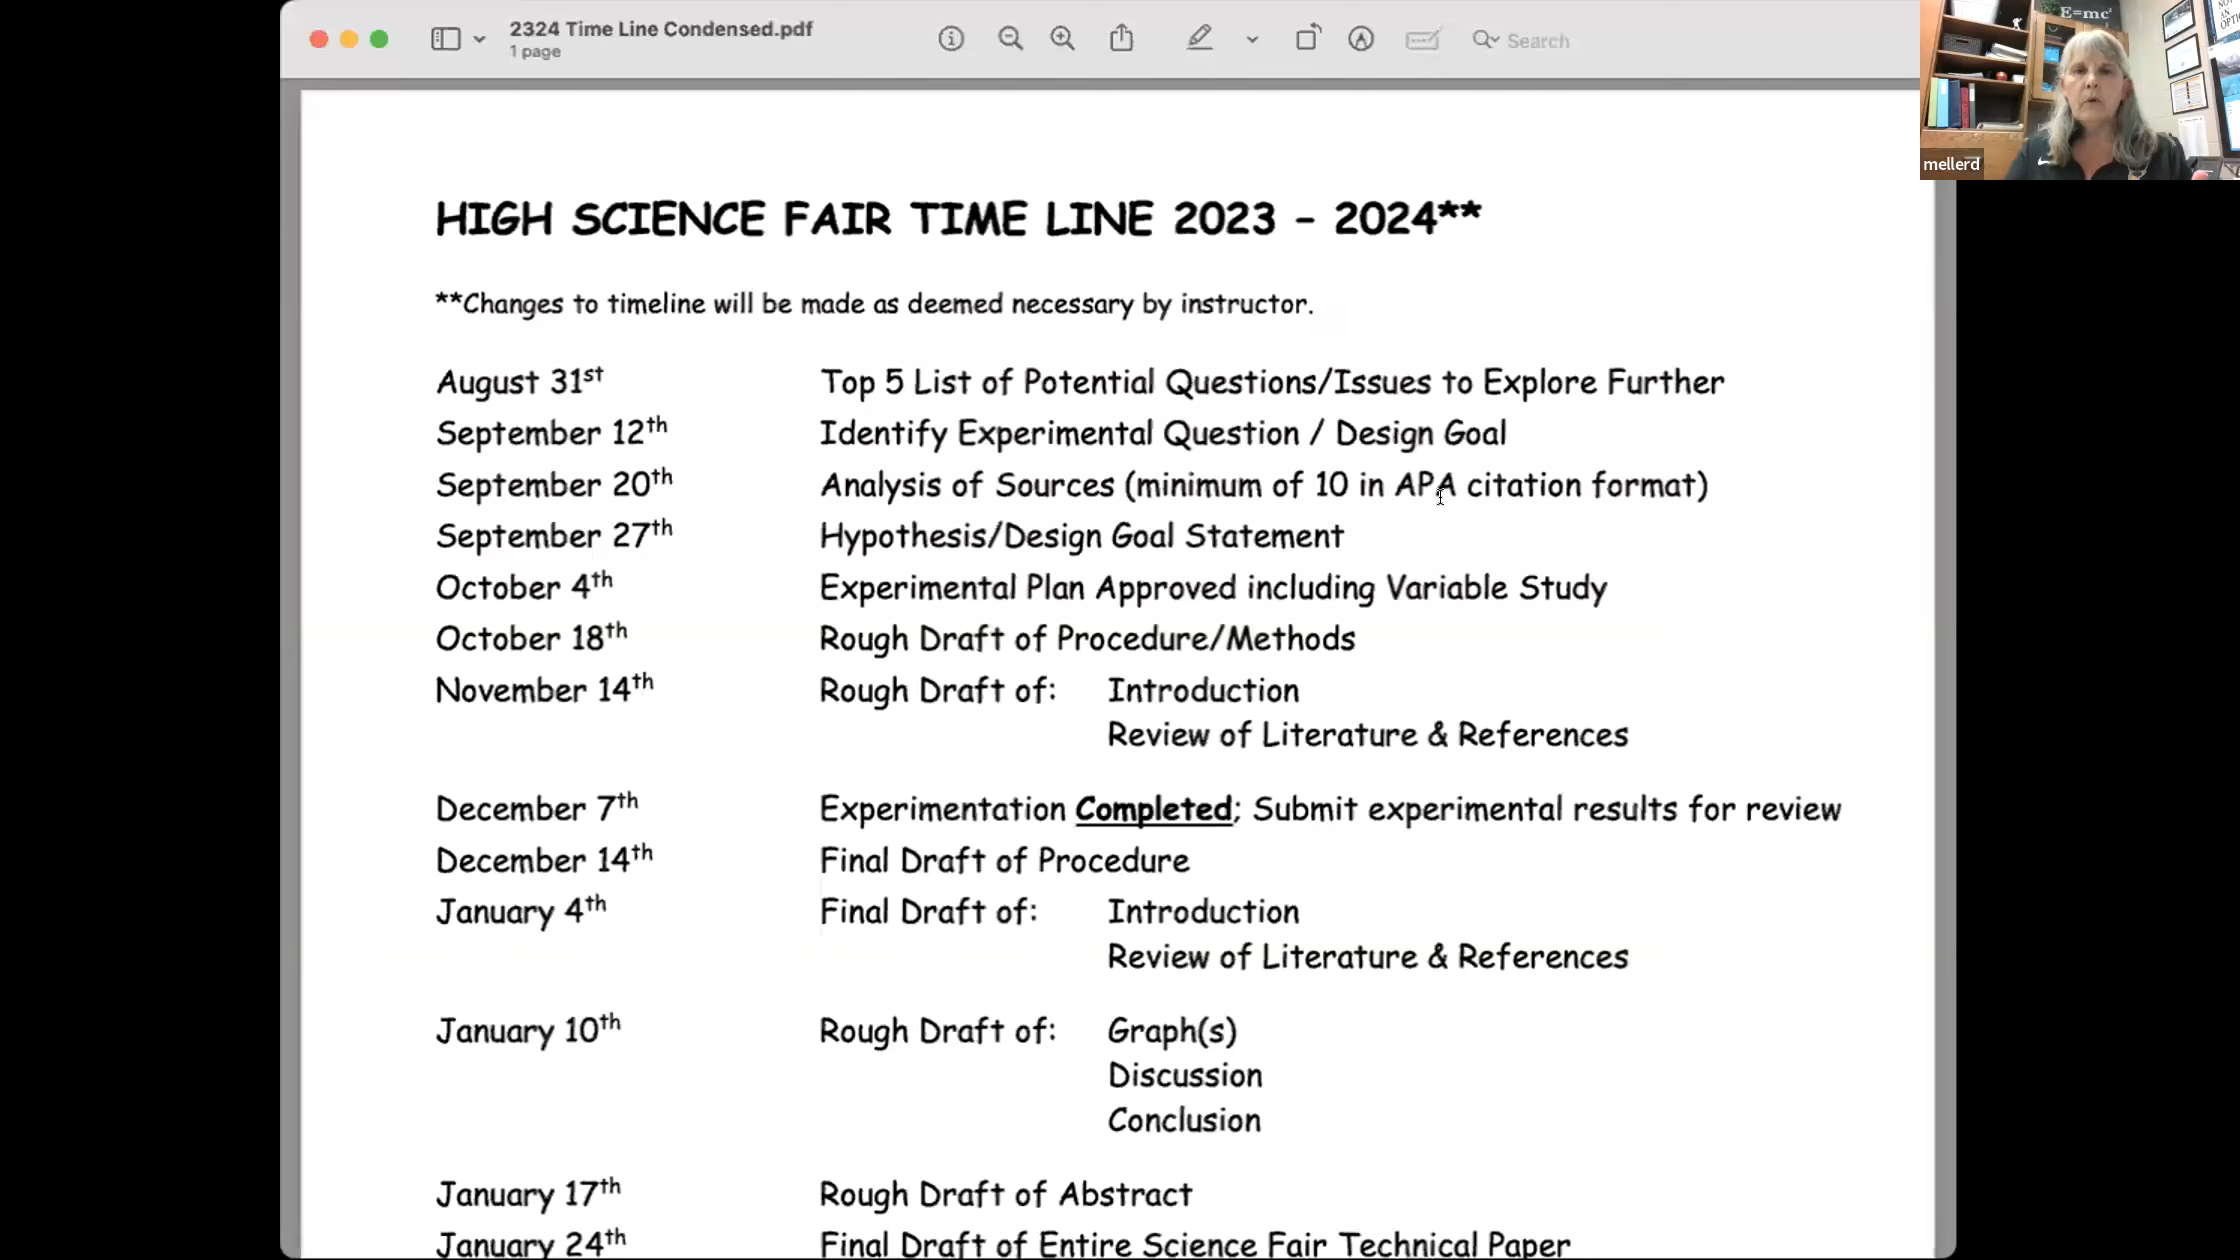 2324 Time Line Condensed.pdf
1 page
Search
E=mc²
mellerd
HIGH SCIENCE FAIR TIME LINE 2023 – 2024**
**Changes to timeline will be made as deemed necessary by instructor.
August 31st Top 5 List of Potential Questions/Issues to Explore Further
September 12th Identify Experimental Question / Design Goal
September 20th Analysis of Sources (minimum of 10 in APA citation format)
September 27th Hypothesis/Design Goal Statement
October 4th Experimental Plan Approved including Variable Study
October 18th Rough Draft of Procedure/Methods
November 14th Rough Draft of: Introduction
Review of Literature & References
December 7th Experimentation Completed; Submit experimental results for review
December 14th Final Draft of Procedure
January 4th Final Draft of: Introduction
Review of Literature & References
January 10th Rough Draft of: Graph(s)
Discussion
Conclusion
January 17th Rough Draft of Abstract
January 24th Final Draft of Entire Science Fair Technical Paper